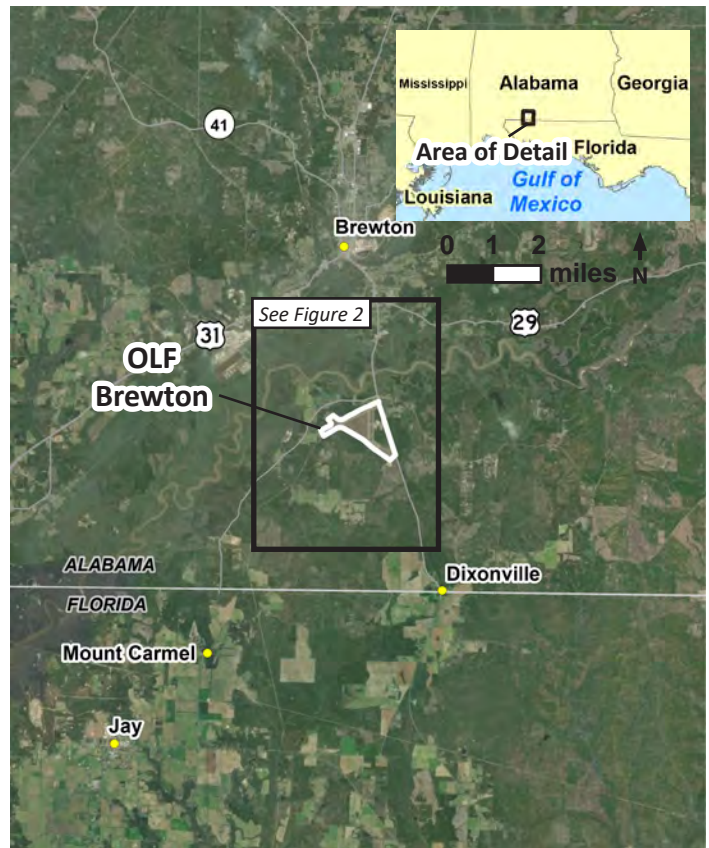 Mississippi
Alabama
Georgia
Area of Detail
Florida
Louisiana
Gulf of
Mexico
41
Brewton
0 1 2
miles N
See Figure 2
29
31
OLF
Brewton
ALABAMA
FLORIDA
Dixonville
Mount Carmel
Jay